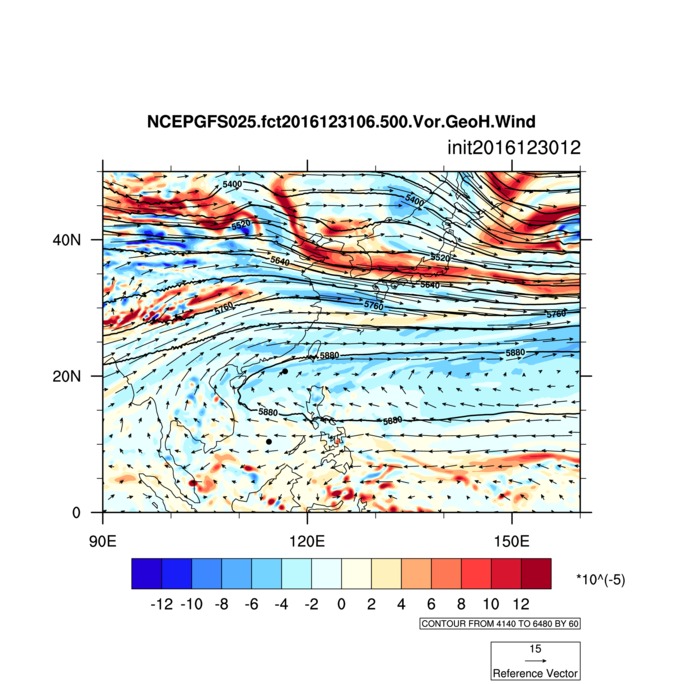 NCEPGFS025.fct2016123106.500.Vor.GeoH.Wind
init2016123012
5400
5400
5520
40N
5640
5520
5640
5760
5760
5760
5880
5880
20N
5880
5880
0
90E 120E 150E
-12 -10 -8 -6 -4 -2 0 2 4 6 8 10 12
*10^(-5)
CONTOUR FROM 4140 TO 6480 BY 60
15
Reference Vector